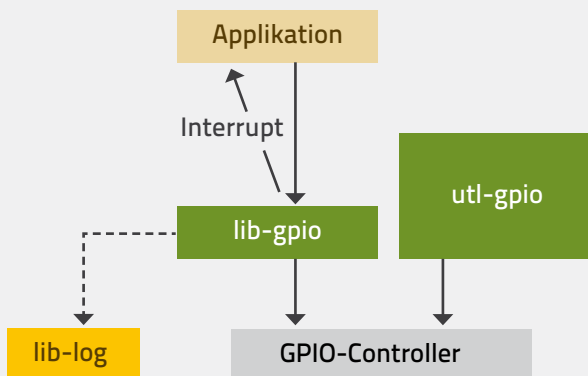 Applikation
Interrupt
utl-gpio
lib-gpio
lib-log
GPIO-Controller